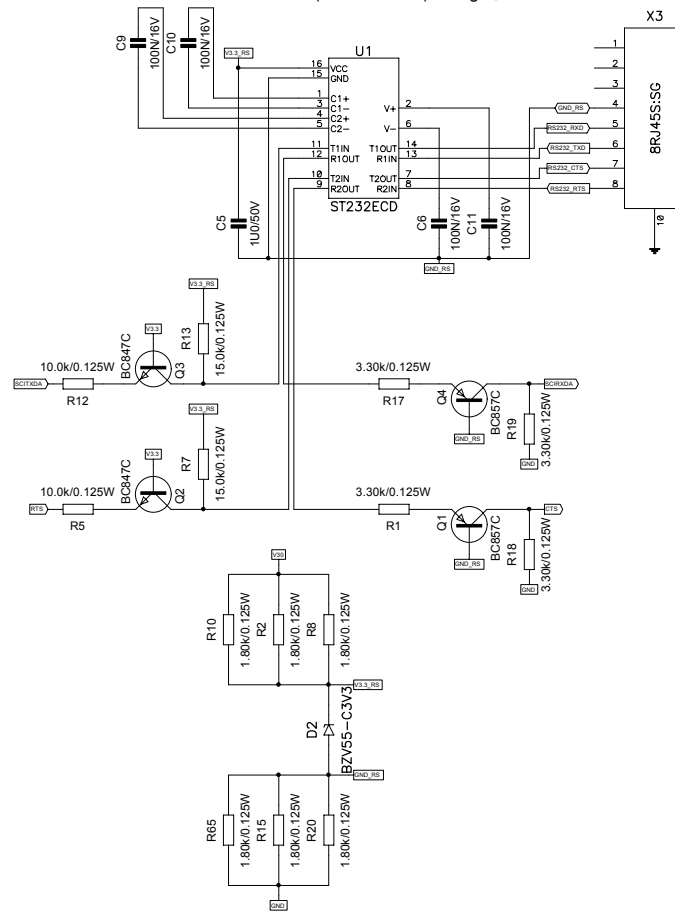 X3
C9
100N/16V
C10
100N/16V
V3.3_RS
U1
16 VCC
15 GND
1 C1+
3 C1-
4 C2+
5 C2-
11 T1IN
12 R1OUT
10 T2IN
9 R2OUT
V+ 2
V- 6
T1OUT 14
R1IN 13
T2OUT 7
R2IN 8
ST232ECD
1
2
3
GND_RS 4
RS232_RXD 5
RS232_TXD 6
RS232_CTS 7
RS232_RTS 8
8RJ45S:SG
10
C5
1U0/50V
C6
100N/16V
C11
100N/16V
GND_RS
V3.3_RS
R13
15.0k/0.125W
V3.3
BC847C
Q3
10.0k/0.125W
SCITXDA
R12
3.30k/0.125W
R17
Q4
BC857C
GND_RS
SCIRXDA
R19
3.30k/0.125W
GND
V3.3_RS
R7
15.0k/0.125W
V3.3
BC847C
Q2
10.0k/0.125W
RTS
R5
3.30k/0.125W
R1
Q1
BC857C
GND_RS
CTS
R18
3.30k/0.125W
GND
V30
R10
1.80k/0.125W
R2
1.80k/0.125W
R8
1.80k/0.125W
V3.3_RS
D2
BZV55-C3V3
GND_RS
R65
1.80k/0.125W
R15
1.80k/0.125W
R20
1.80k/0.125W
GND